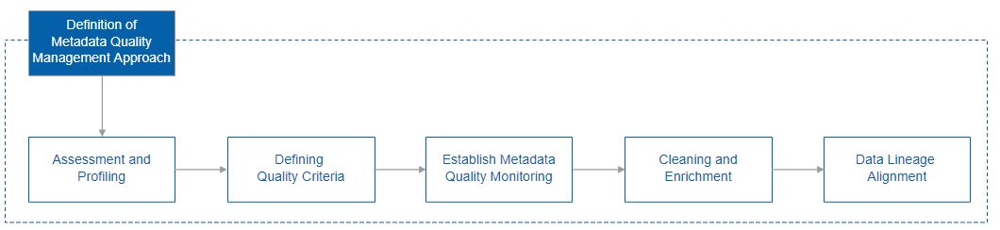 Definition of
Metadata Quality
Management Approach
Assessment and
Profiling
Defining
Quality Criteria
Establish Metadata
Quality Monitoring
Cleaning and
Enrichment
Data Lineage
Alignment